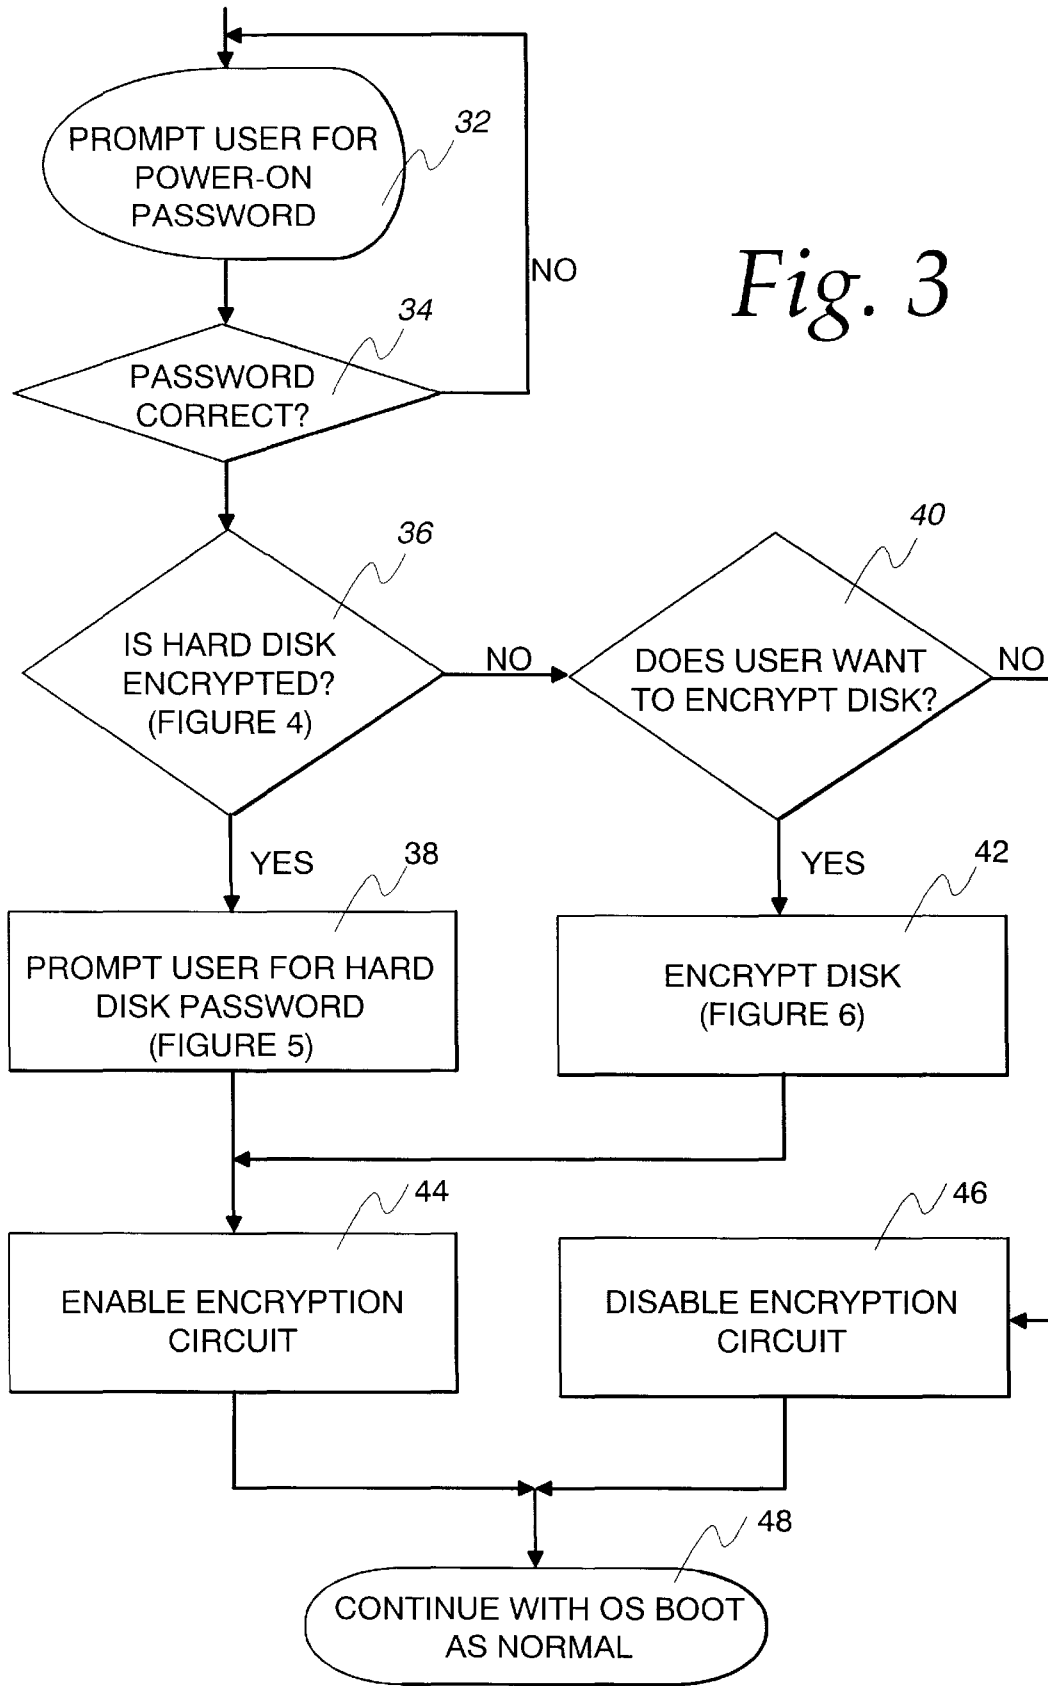 32
PROMPT USER FOR
POWER-ON
PASSWORD
NO
Fig. 3
34
PASSWORD
CORRECT?
36
IS HARD DISK
ENCRYPTED?
(FIGURE 4)
NO
40
DOES USER WANT
TO ENCRYPT DISK?
NO
YES
38
PROMPT USER FOR HARD
DISK PASSWORD
(FIGURE 5)
YES
42
ENCRYPT DISK
(FIGURE 6)
44
ENABLE ENCRYPTION
CIRCUIT
46
DISABLE ENCRYPTION
CIRCUIT
48
CONTINUE WITH OS BOOT
AS NORMAL